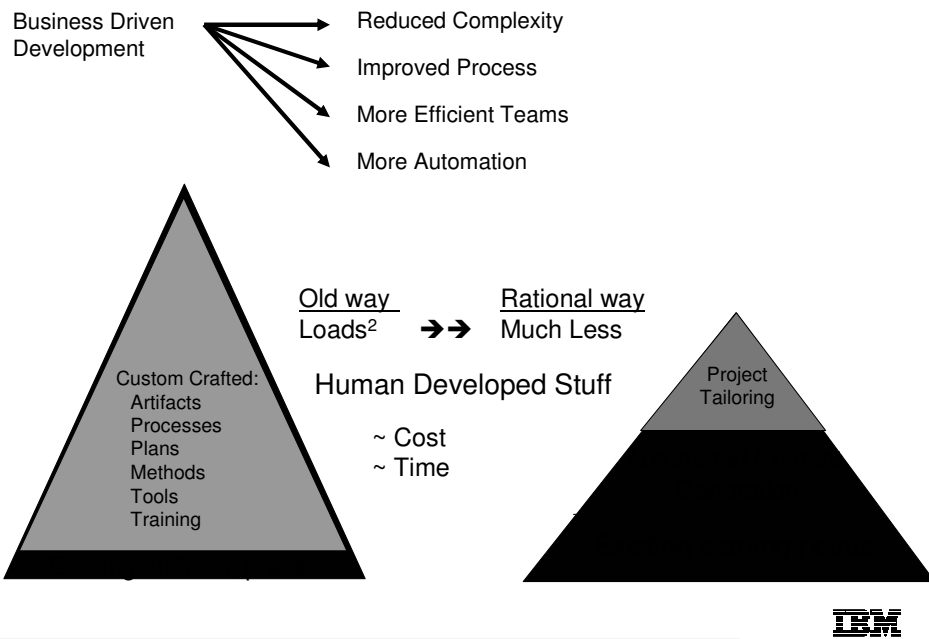 Business Driven
Development
Reduced Complexity
Improved Process
More Efficient Teams
More Automation
Old way
Rational way
Loads²
Much Less
Human Developed Stuff
~ Cost
~ Time
Custom Crafted:
Artifacts
Processes
Plans
Methods
Tools
Training
Project
Tailoring
IBM